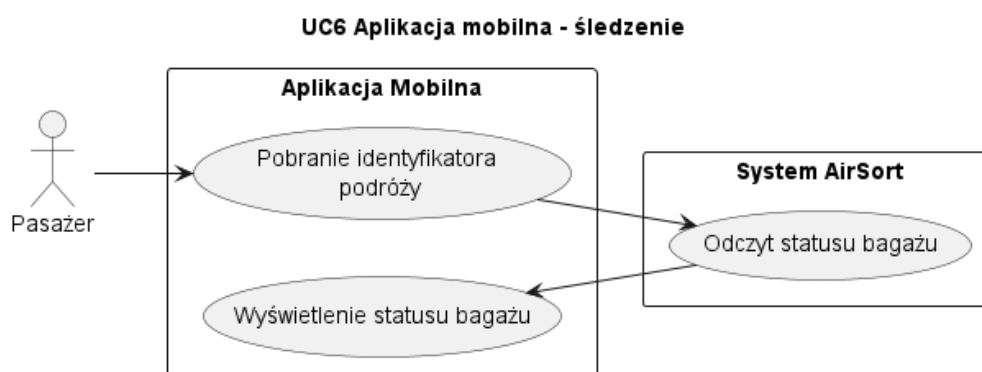 UC6 Aplikacja mobilna - śledzenie
Aplikacja Mobilna
Pobranie identyfikatora
podróży
Pasażer
System AirSort
Odczyt statusu bagażu
Wyświetlenie statusu bagażu